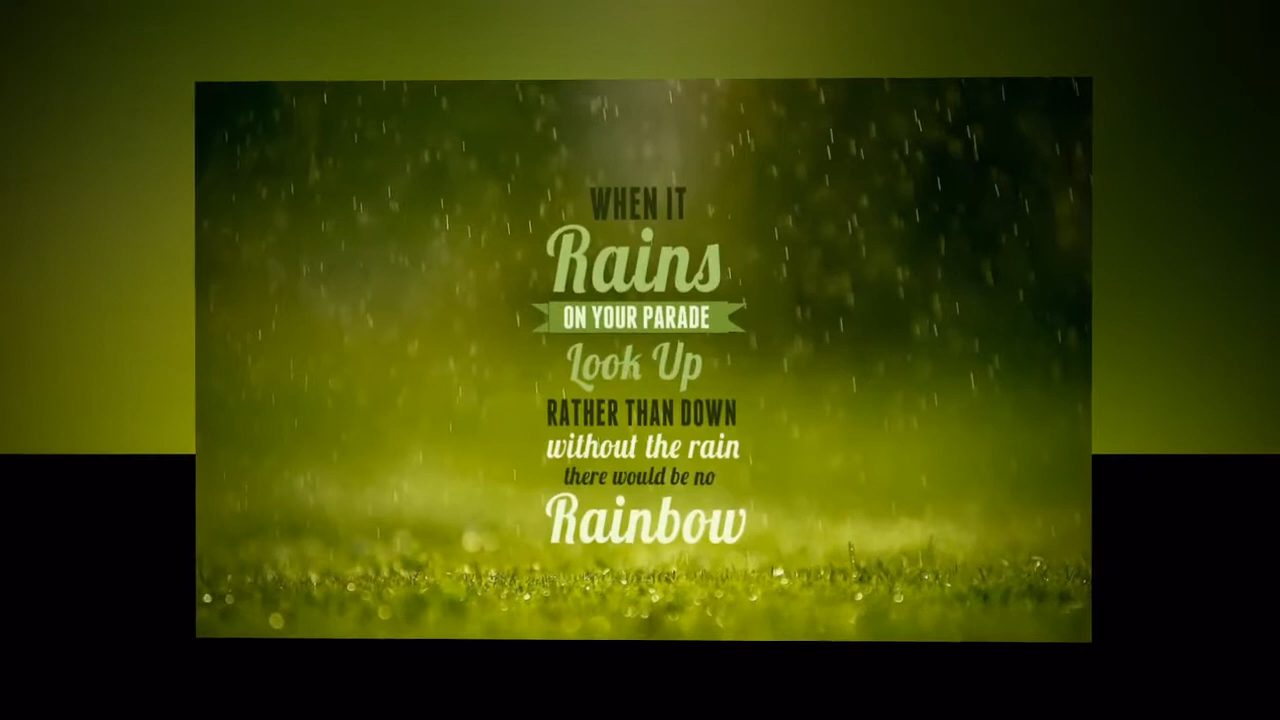 WHEN IT
Rains
ON YOUR PARADE
Look Up
RATHER THAN DOWN
without the rain
there would be no
Rainbow